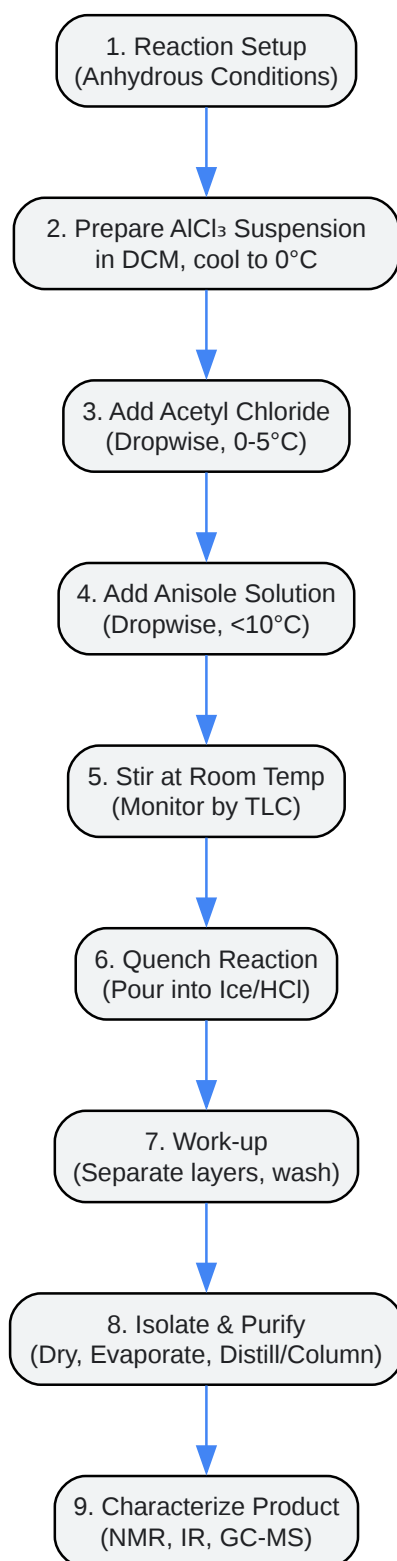 1. Reaction Setup
(Anhydrous Conditions)
2. Prepare AlCl₃ Suspension
in DCM, cool to 0°C
3. Add Acetyl Chloride
(Dropwise, 0-5°C)
4. Add Anisole Solution
(Dropwise, <10°C)
5. Stir at Room Temp
(Monitor by TLC)
6. Quench Reaction
(Pour into Ice/HCl)
7. Work-up
(Separate layers, wash)
8. Isolate & Purify
(Dry, Evaporate, Distill/Column)
9. Characterize Product
(NMR, IR, GC-MS)